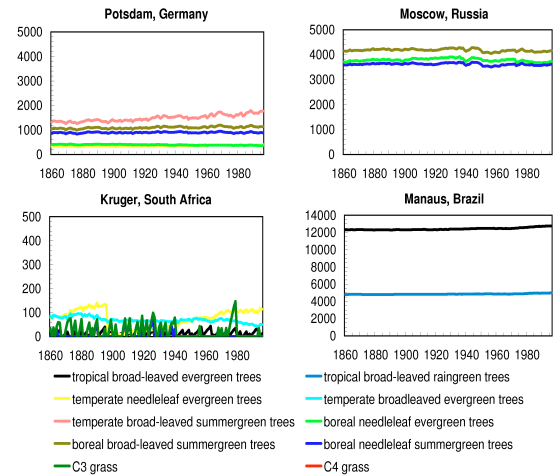 Potsdam, Germany
5000
4000
3000
2000
1000
0
1860 1880 1900 1920 1940 1960 1980
Moscow, Russia
5000
4000
3000
2000
1000
0
1860 1880 1900 1920 1940 1960 1980
Kruger, South Africa
500
400
300
200
100
0
1860 1880 1900 1920 1940 1960 1980
Manaus, Brazil
14000
12000
10000
8000
6000
4000
2000
0
1860 1880 1900 1920 1940 1960 1980
tropical broad-leaved evergreen trees
tropical broad-leaved raingreen trees
temperate needleleaf evergreen trees
temperate broadleaved evergreen trees
temperate broad-leaved summergreen trees
boreal needleleaf evergreen trees
boreal broad-leaved summergreen trees
boreal needleleaf summergreen trees
C3 grass
C4 grass